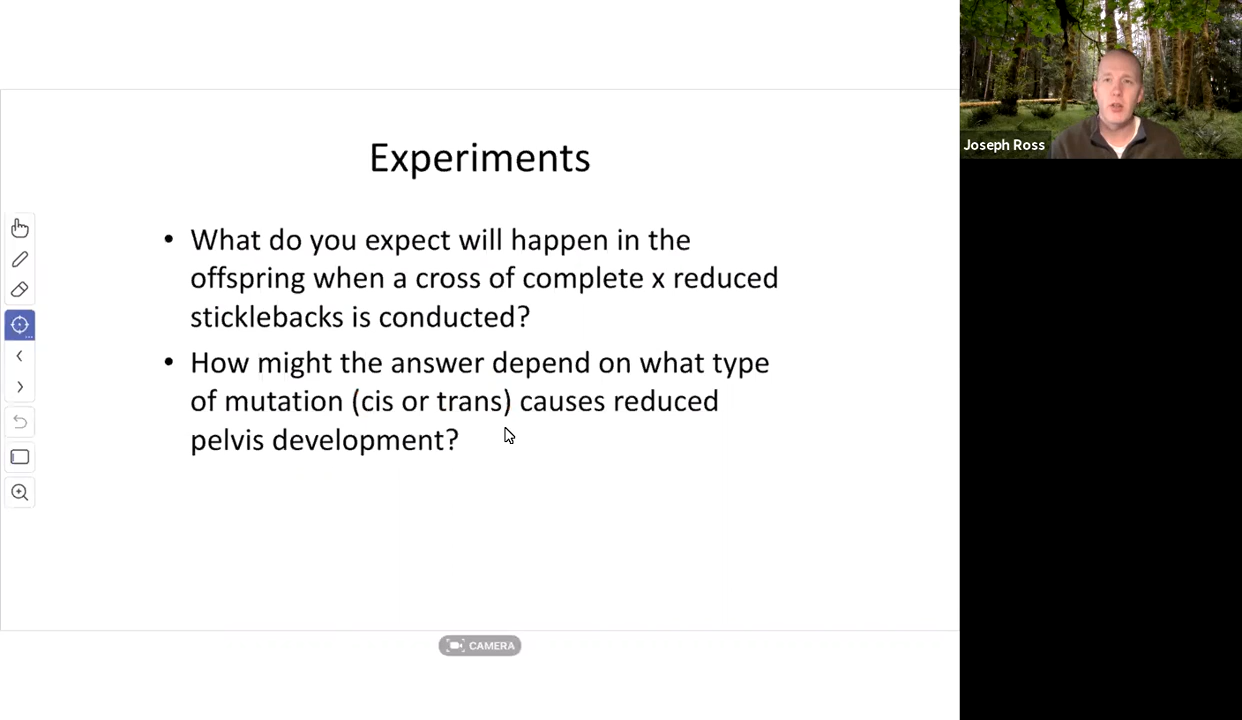 Experiments
• What do you expect will happen in the
offspring when a cross of complete x reduced
sticklebacks is conducted?
• How might the answer depend on what type
of mutation (cis or trans) causes reduced
pelvis development?
CAMERA
Joseph Ross